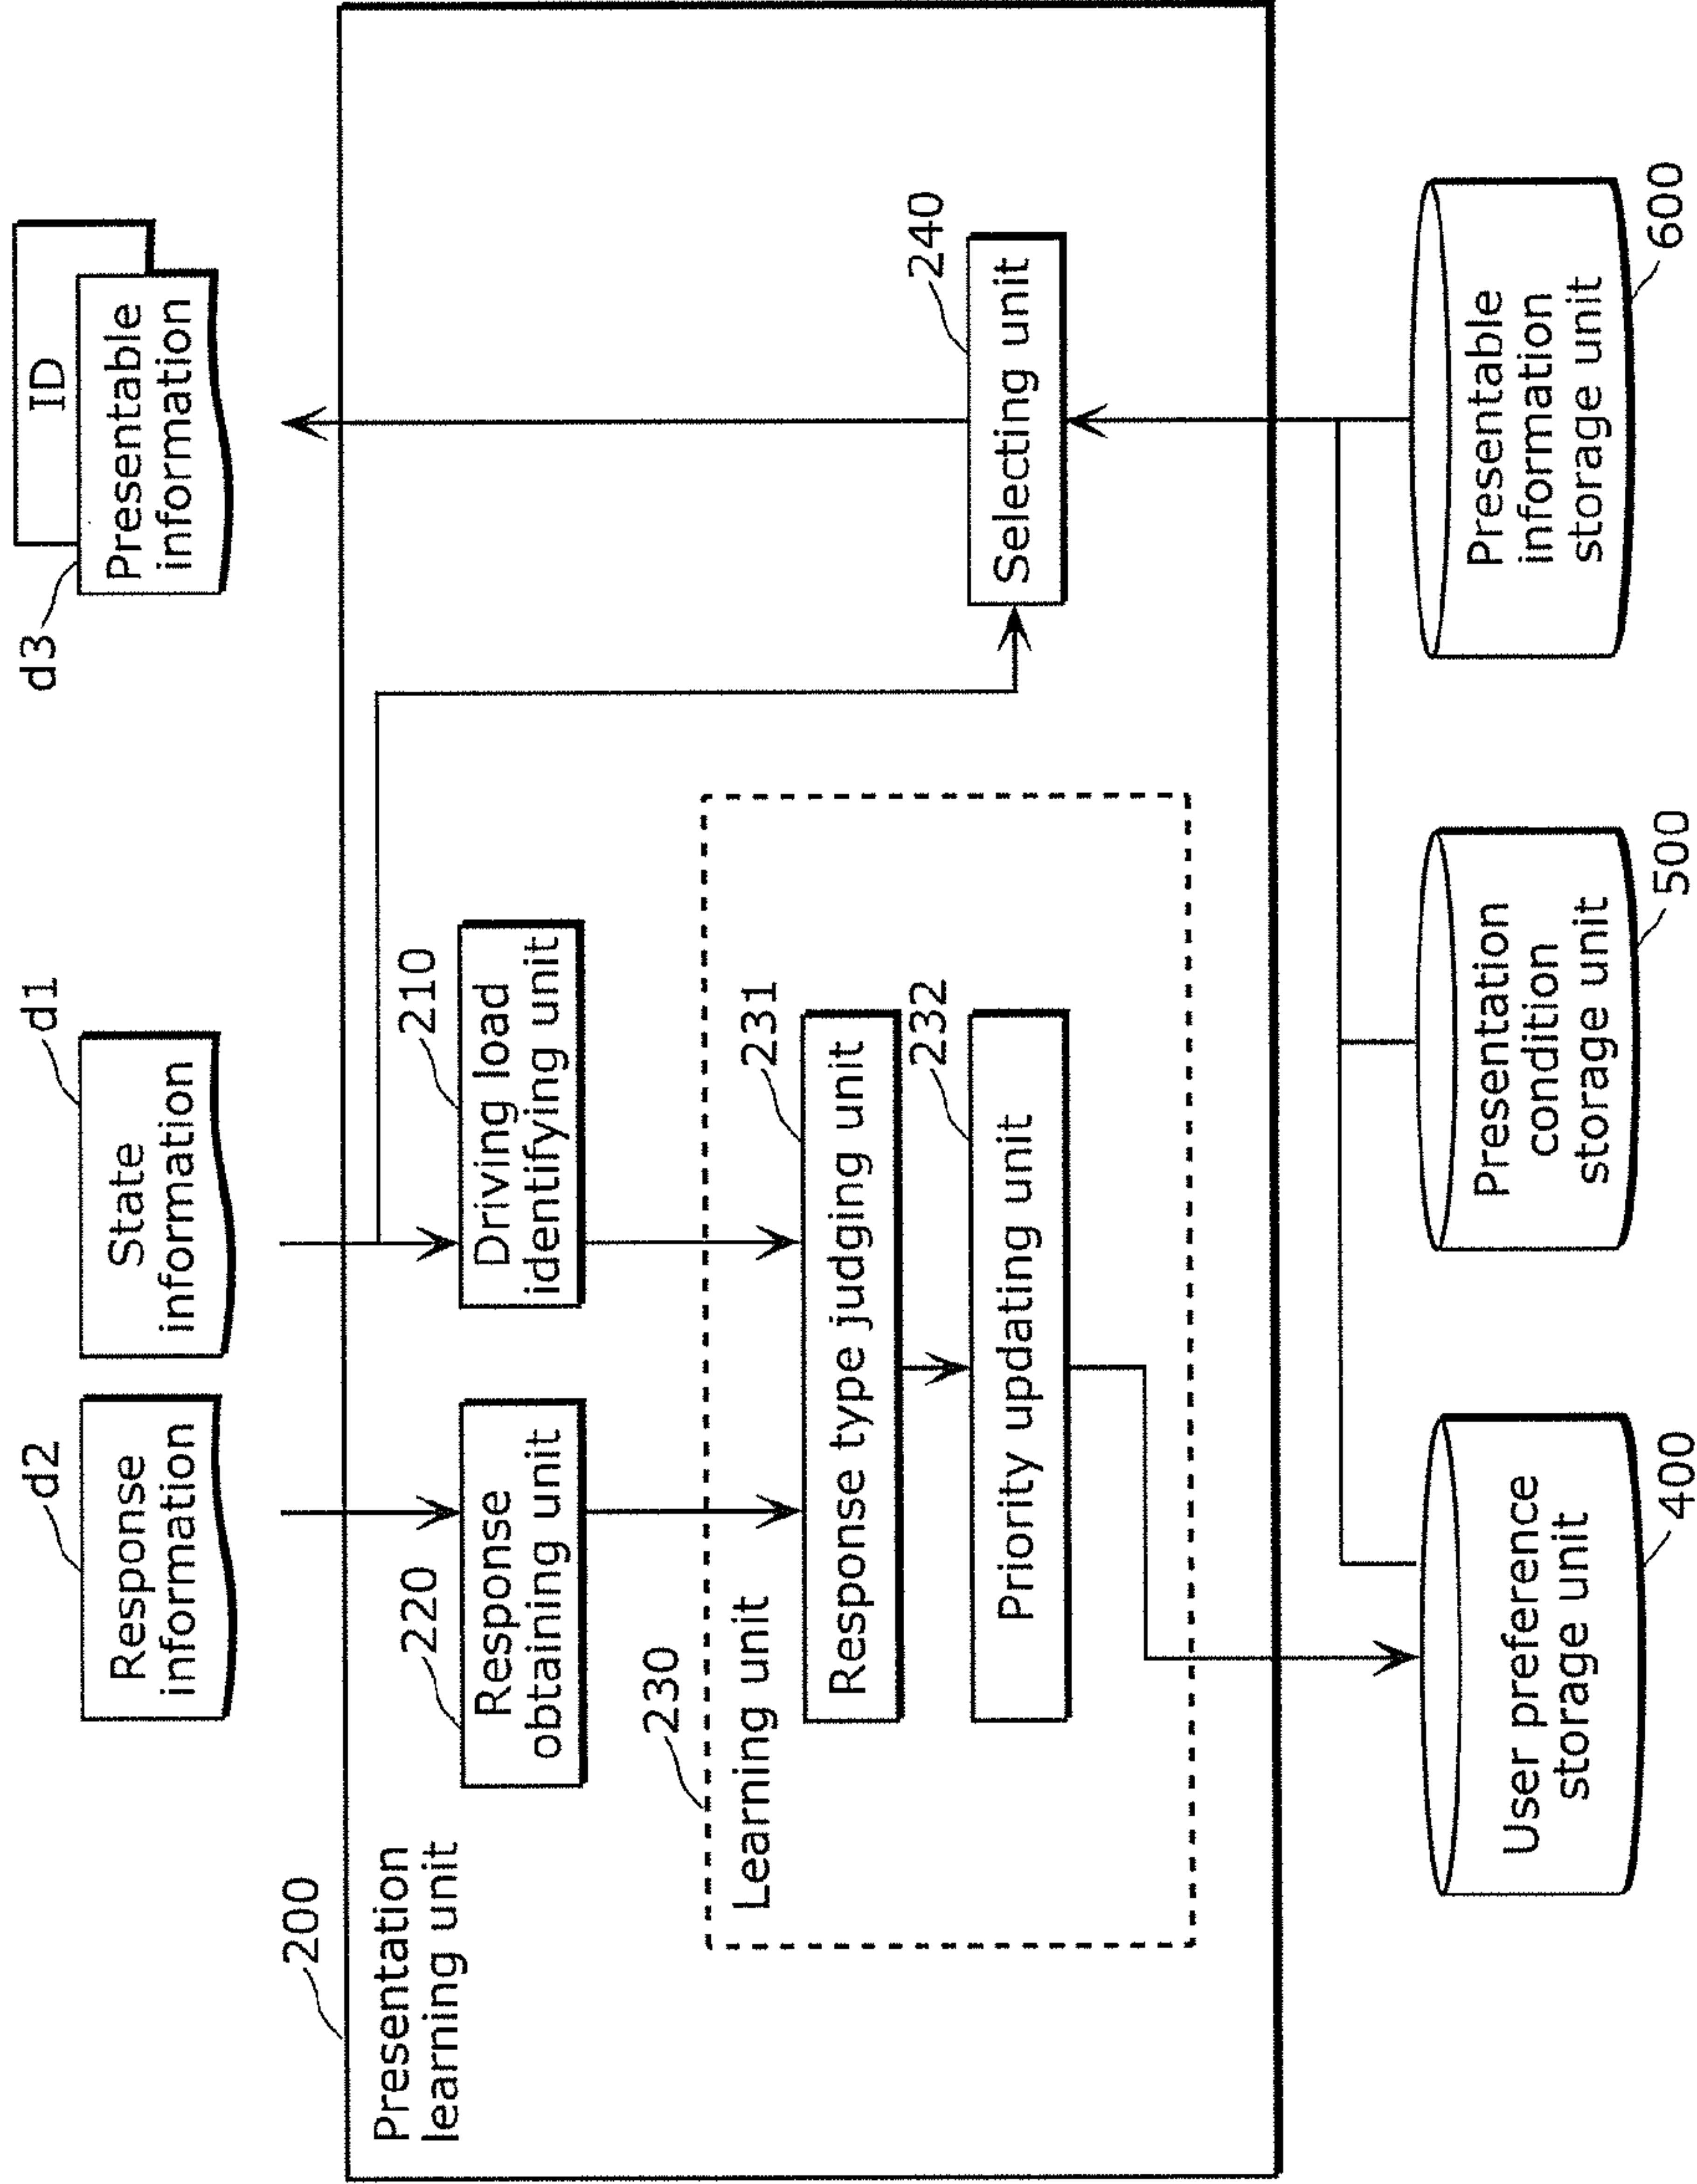 d2
Response
information
State
information
d1
d3
ID
Presentable
information
200
Presentation
learning unit
220
Response
obtaining unit
210
Driving load
identifying unit
230
Learning unit
231
Response type judging unit
232
Priority updating unit
240
Selecting unit
User preference
storage unit
400
Presentation
condition
storage unit
500
Presentable
information
storage unit
600